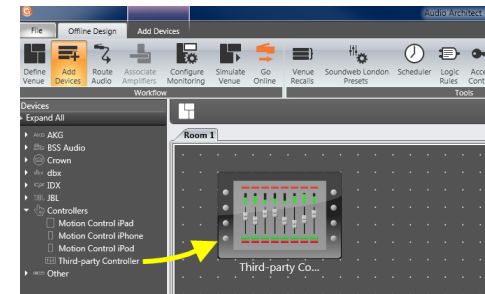 Audio Architect
File Offline Design Add Devices
Define Venue
Add Devices
Route Audio
Associate Amplifiers
Configure Monitoring
Simulate Venue
Go Online
Venue Recalls
Soundweb London Presets
Scheduler
Logic Rules
Workflow
Tools
Devices
Expand All
AKG
BSS Audio
Crown
dbx
IDX
JBL
Controllers
Motion Control iPad
Motion Control iPhone
Motion Control iPod
Third-party Controller
Other
Room 1
Third-party Co...